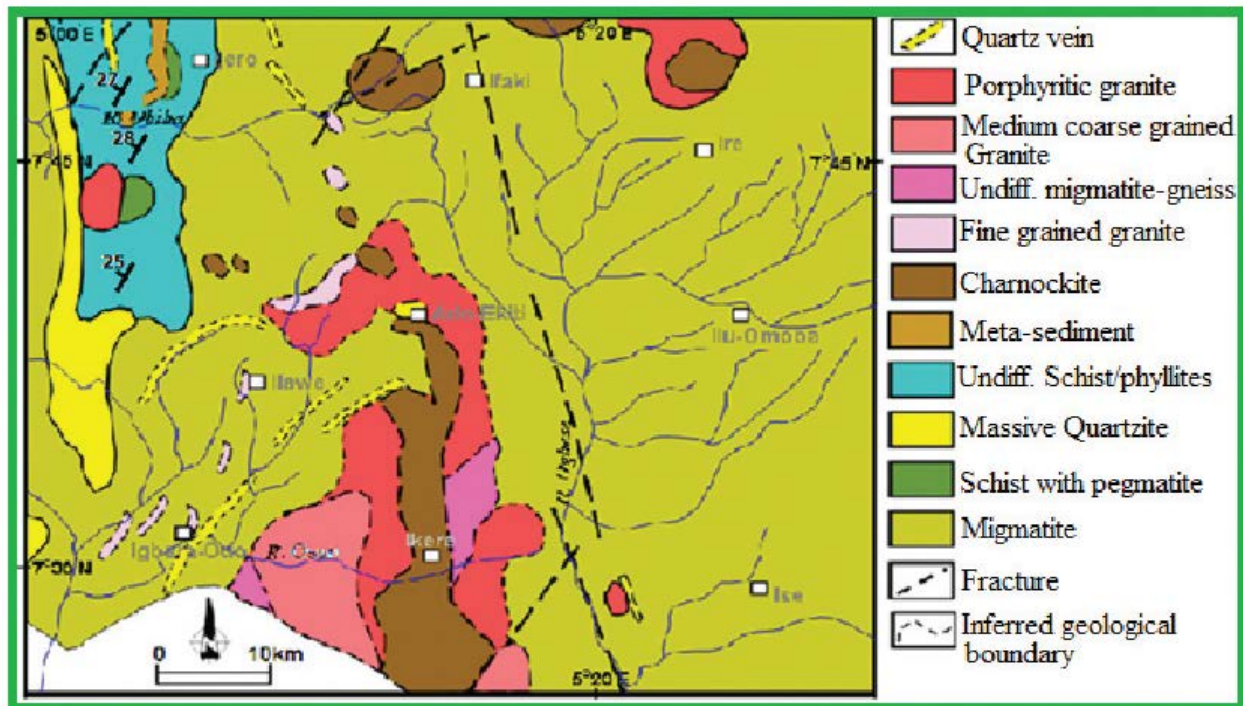 5°00 E
5°20 E
Ifaki
27
28
Ire
7°45 N
7°45 N
25
Ado-Ekiti
Ilu-Omoba
Ilawe
R. Ogbese
Igbara-Odo
R. Osun
Ikere
7°30 N
Ise
N
0 10km
5°20 E
Quartz vein
Porphyritic granite
Medium coarse grained
Granite
Undiff. migmatite-gneiss
Fine grained granite
Charnockite
Meta-sediment
Undiff. Schist/phyllites
Massive Quartzite
Schist with pegmatite
Migmatite
Fracture
Inferred geological
boundary